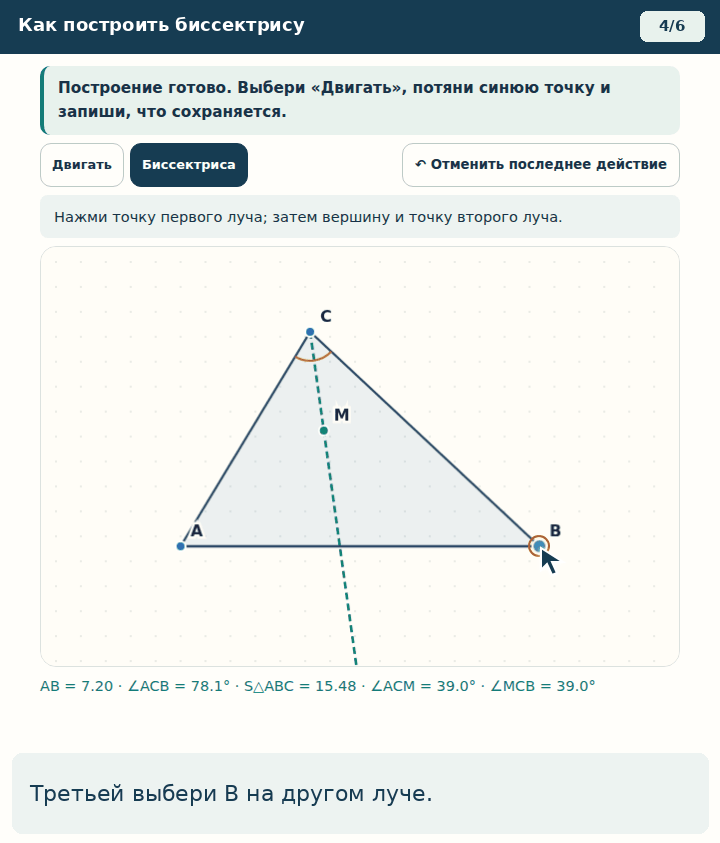 Как построить биссектрису
4/6
Построение готово. Выбери «Двигать», потяни синюю точку и
запиши, что сохраняется.
Двигать
Биссектриса
↶ Отменить последнее действие
Нажми точку первого луча; затем вершину и точку второго луча.
C
M
A
B
AB = 7.20 · ∠ACB = 78.1° · S△ABC = 15.48 · ∠ACM = 39.0° · ∠MCB = 39.0°
Третьей выбери B на другом луче.